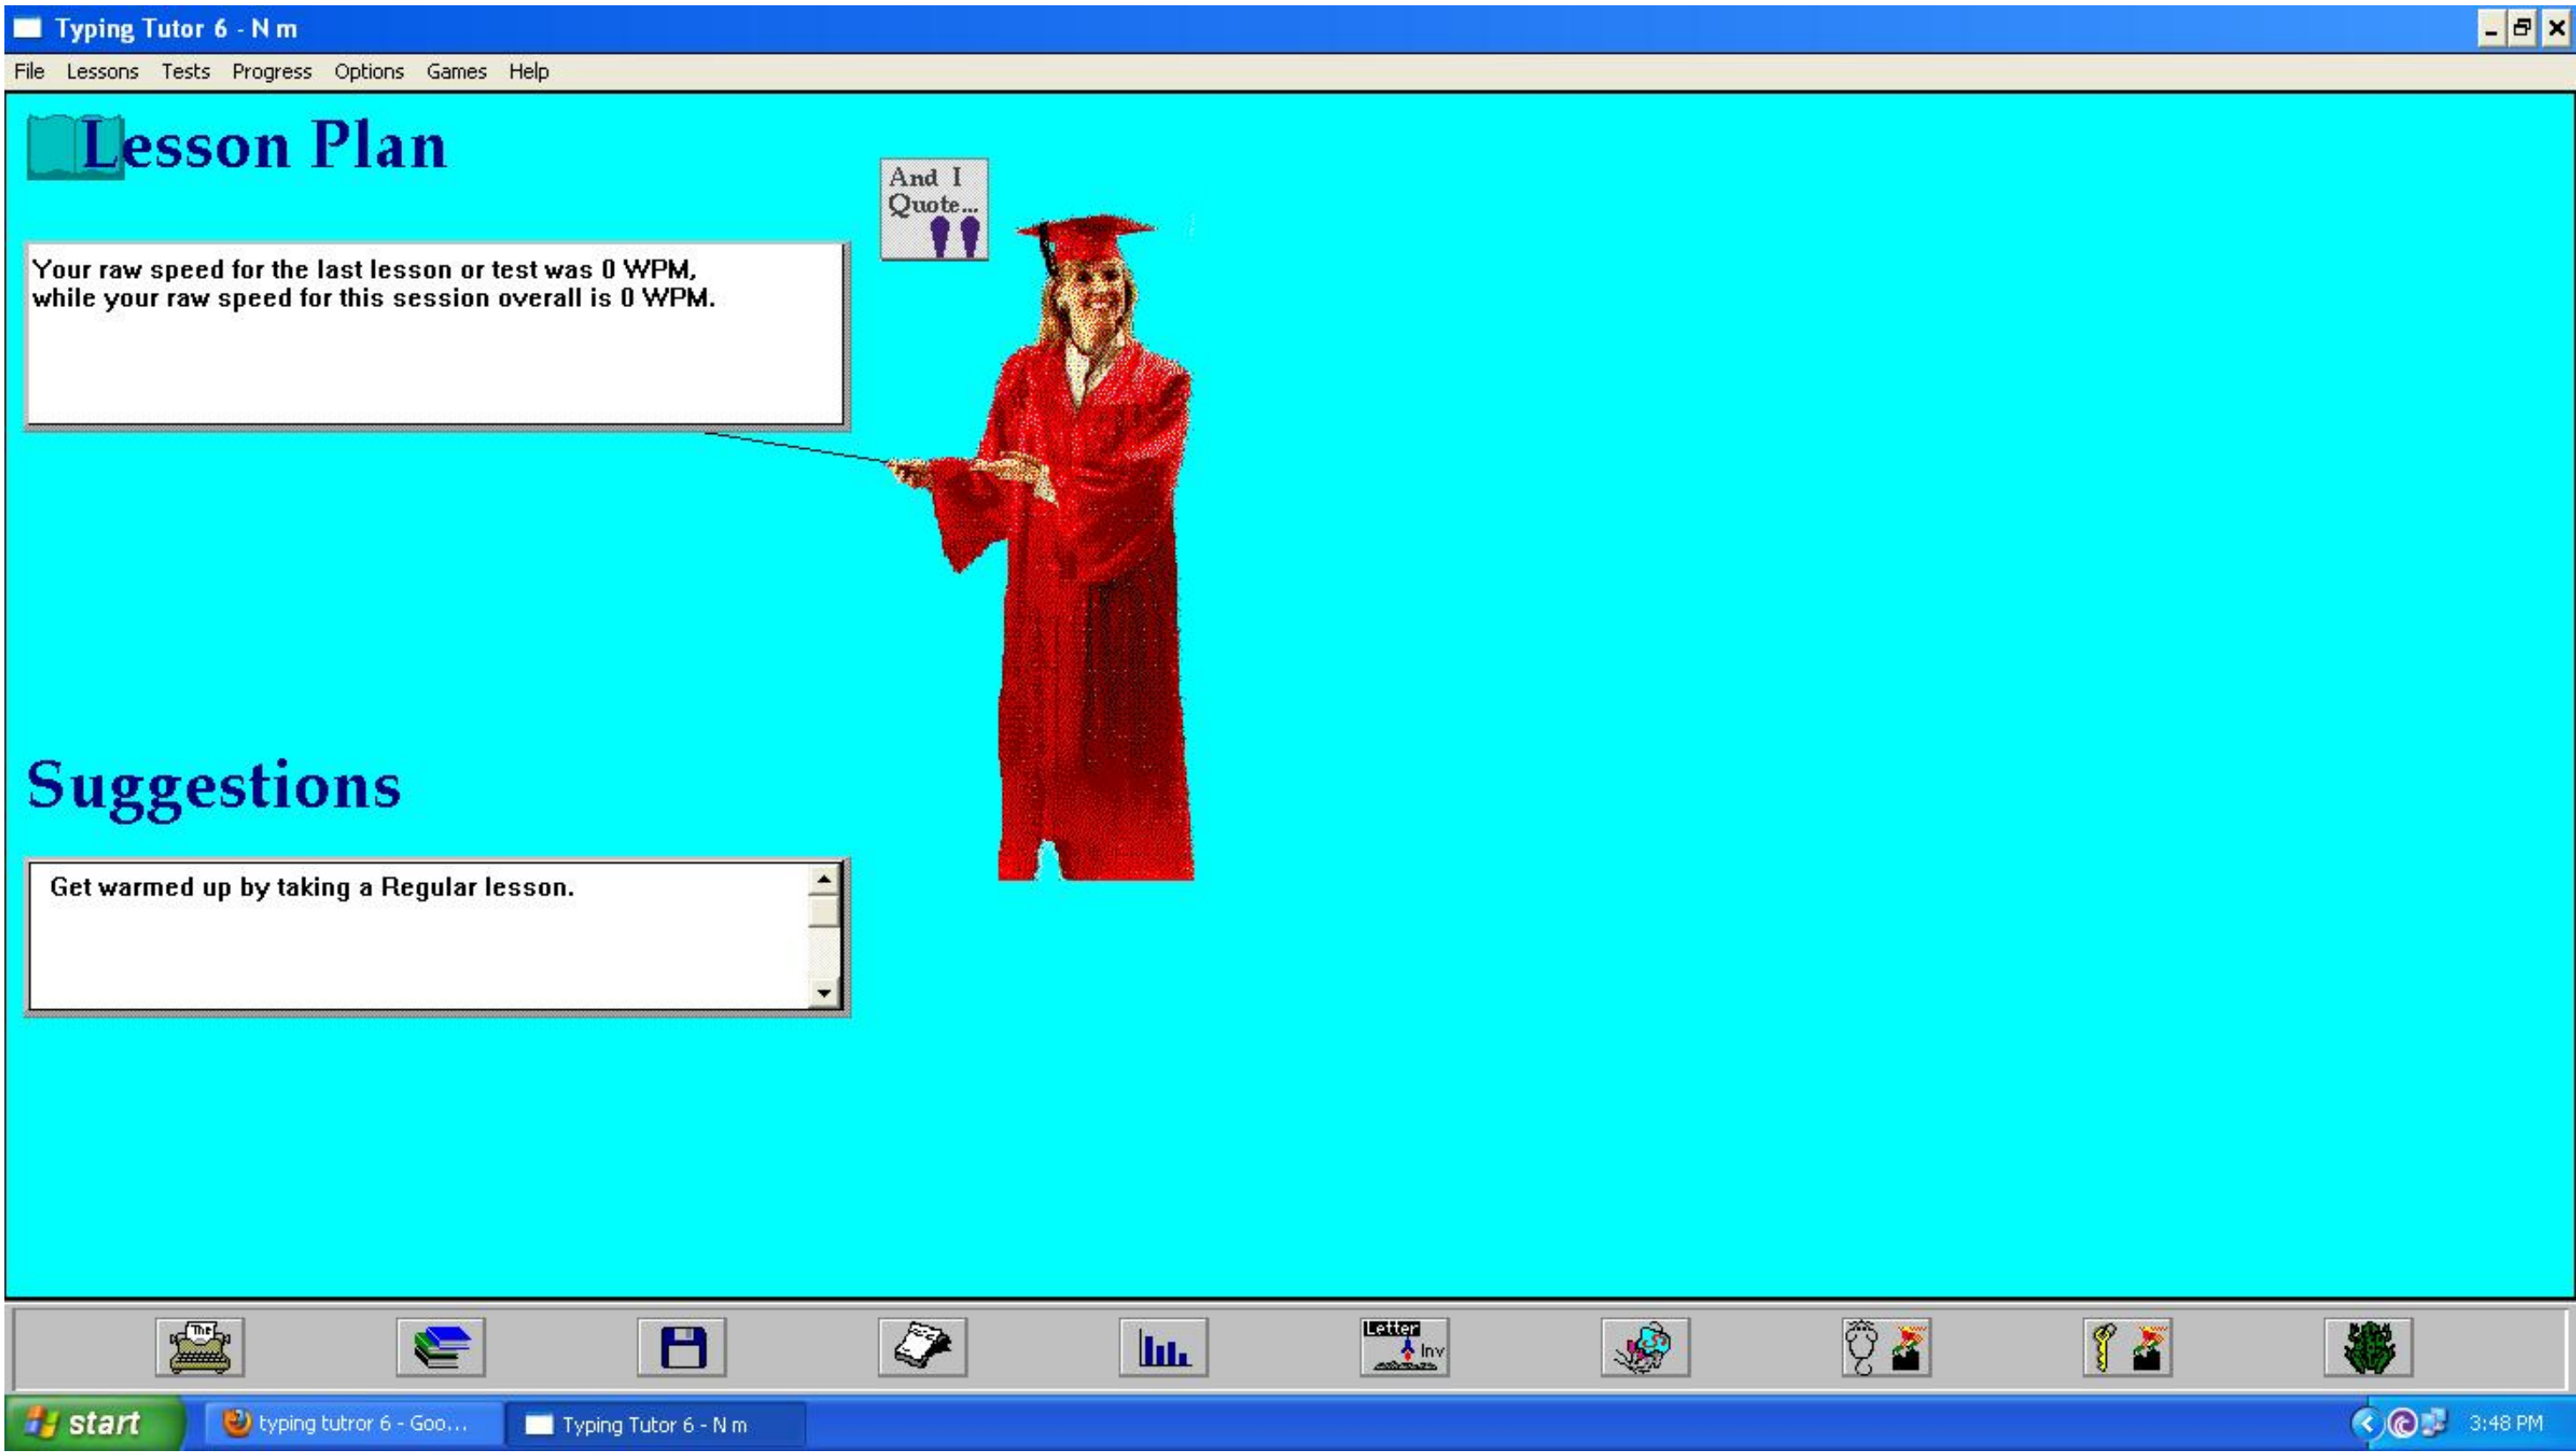 Typing Tutor 6 - N m
File Lessons Tests Progress Options Games Help
Lesson Plan
And I
Quote...
Your raw speed for the last lesson or test was 0 WPM,
while your raw speed for this session overall is 0 WPM.
Suggestions
Get warmed up by taking a Regular lesson.
The
Letter
Inv
start
typing tutror 6 - Goo...
Typing Tutor 6 - N m
3:48 PM